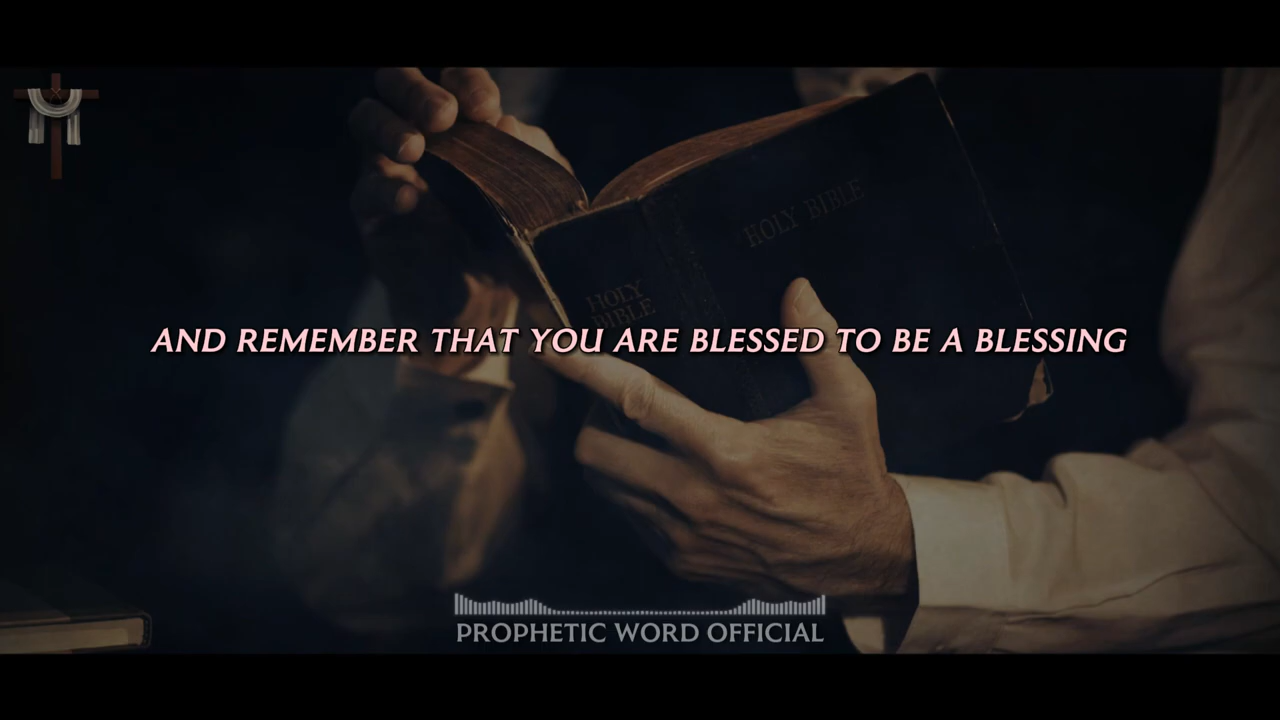 HOLY BIBLE
HOLY
BIBLE
AND REMEMBER THAT YOU ARE BLESSED TO BE A BLESSING
PROPHETIC WORD OFFICIAL